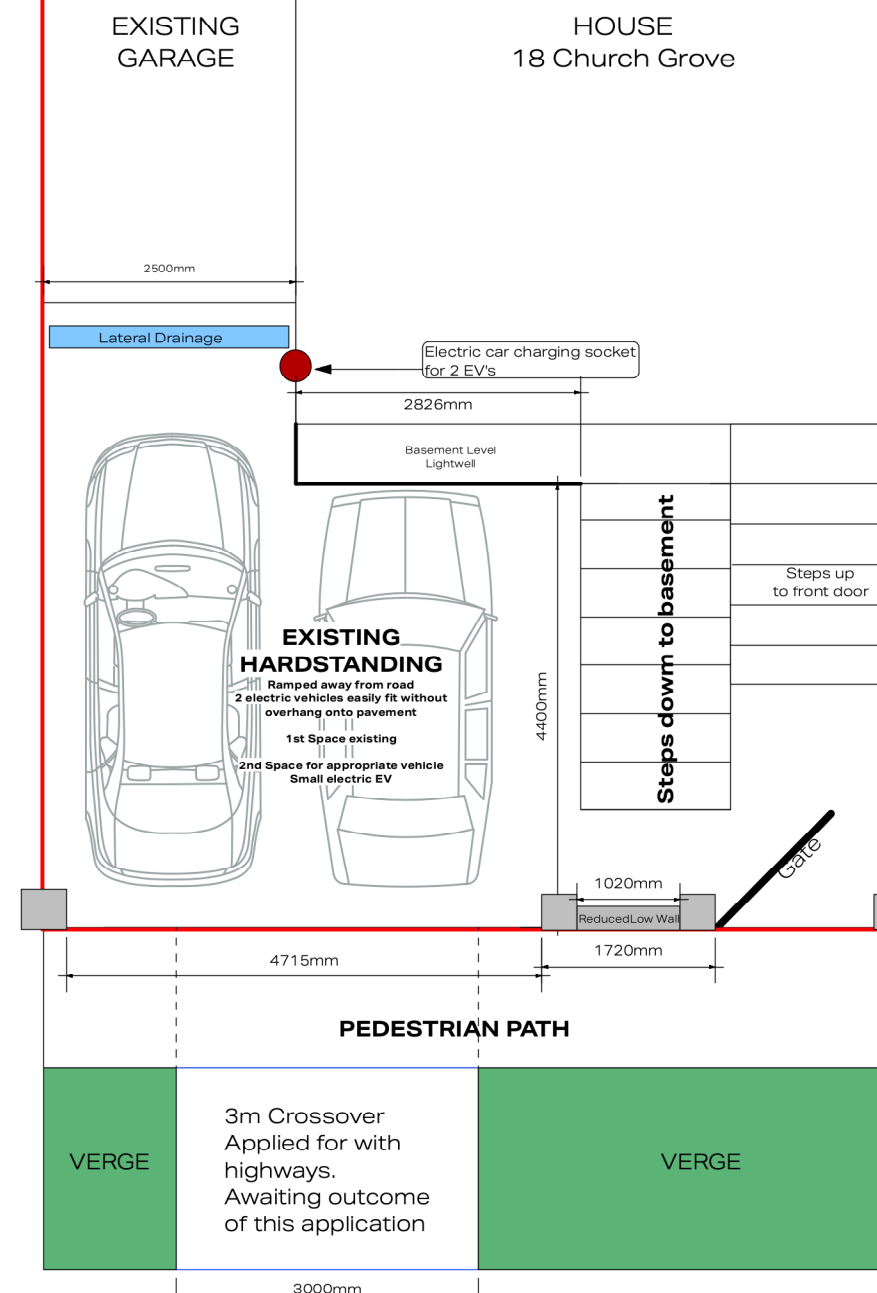 EXISTING
GARAGE
HOUSE
18 Church Grove
2500mm
Lateral Drainage
Electric car charging socket
for 2 EV's
2826mm
Basement Level
Lightwell
Steps down to basement
Steps up
to front door
EXISTING
HARDSTANDING
Ramped away from road
2 electric vehicles easily fit without
overhang onto pavement
1st Space existing
2nd Space for appropriate vehicle
Small electric EV
4400mm
Gate
1020mm
ReducedLow Wall
4715mm
1720mm
PEDESTRIAN PATH
VERGE
3m Crossover
Applied for with
highways.
Awaiting outcome
of this application
VERGE
3000mm